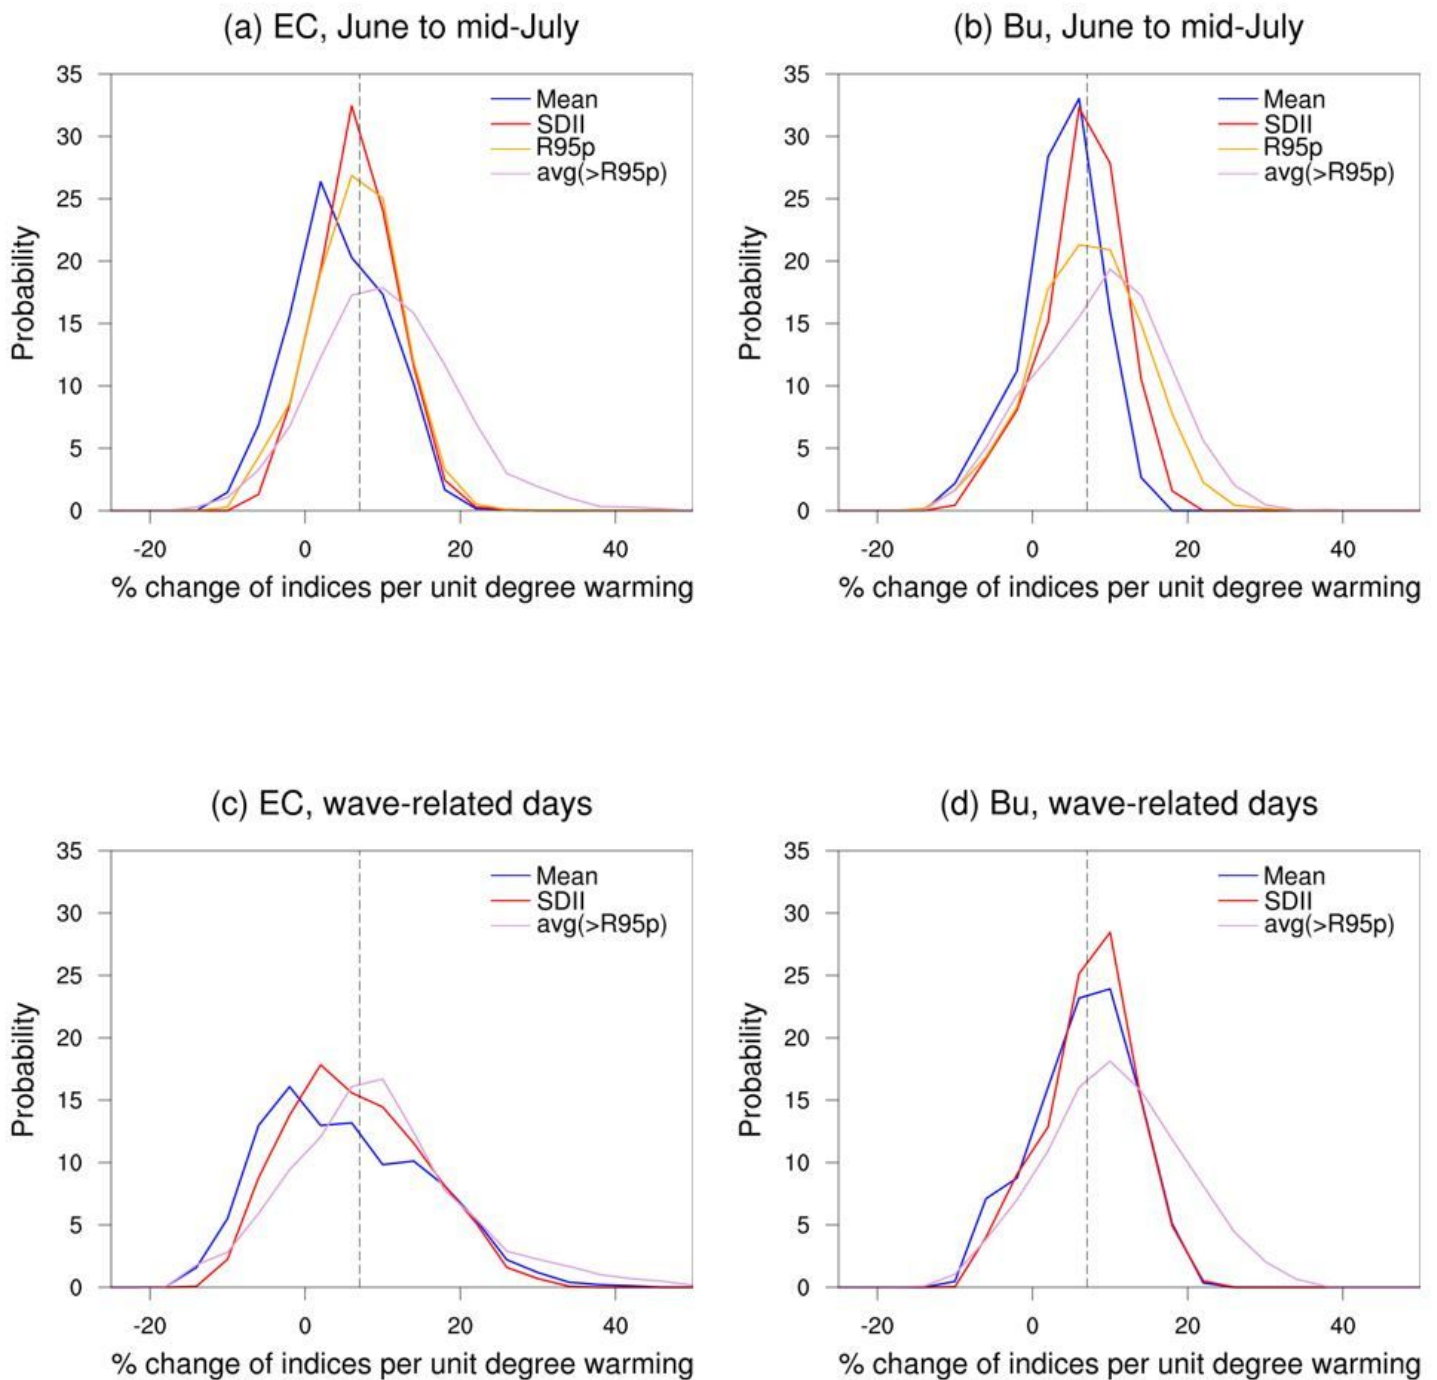 (a) EC, June to mid-July
35
30
25
20
15
10
5
0
Probability
Mean
SDII
R95p
avg(>R95p)
-20 0 20 40
% change of indices per unit degree warming
(b) Bu, June to mid-July
35
30
25
20
15
10
5
0
Probability
Mean
SDII
R95p
avg(>R95p)
-20 0 20 40
% change of indices per unit degree warming
(c) EC, wave-related days
35
30
25
20
15
10
5
0
Probability
Mean
SDII
avg(>R95p)
-20 0 20 40
% change of indices per unit degree warming
(d) Bu, wave-related days
35
30
25
20
15
10
5
0
Probability
Mean
SDII
avg(>R95p)
-20 0 20 40
% change of indices per unit degree warming